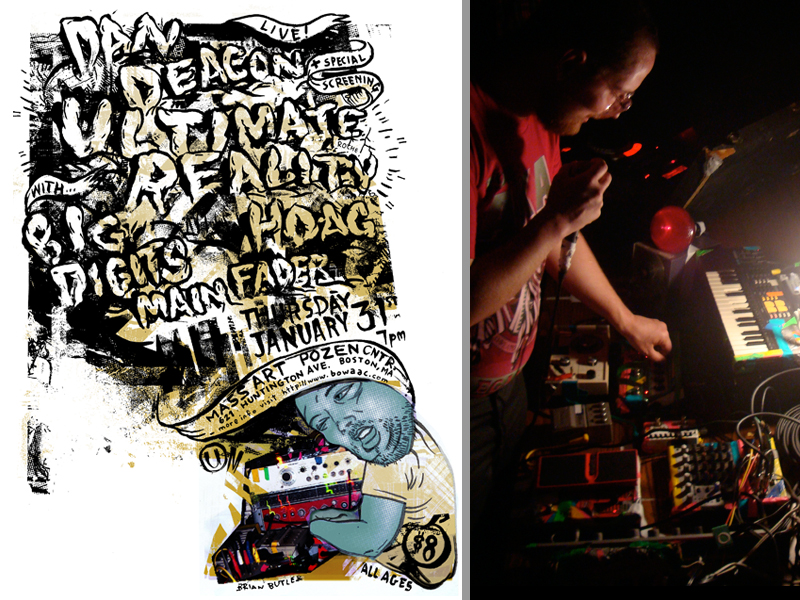 LIVE!
DAN
DEACON
+ SPECIAL
SCREENING
ULTIMATE
REALITY
WITH...
BIG
DIGITS
HOAG
MAIN FADER
THURSDAY
JANUARY 31st
7pm
MASSART POZEN CNTR.
621 HUNTINGTON AVE. BOSTON, MA
more info visit http://www.bowaac.com
$8
ALL AGES
BRIAN BUTLER